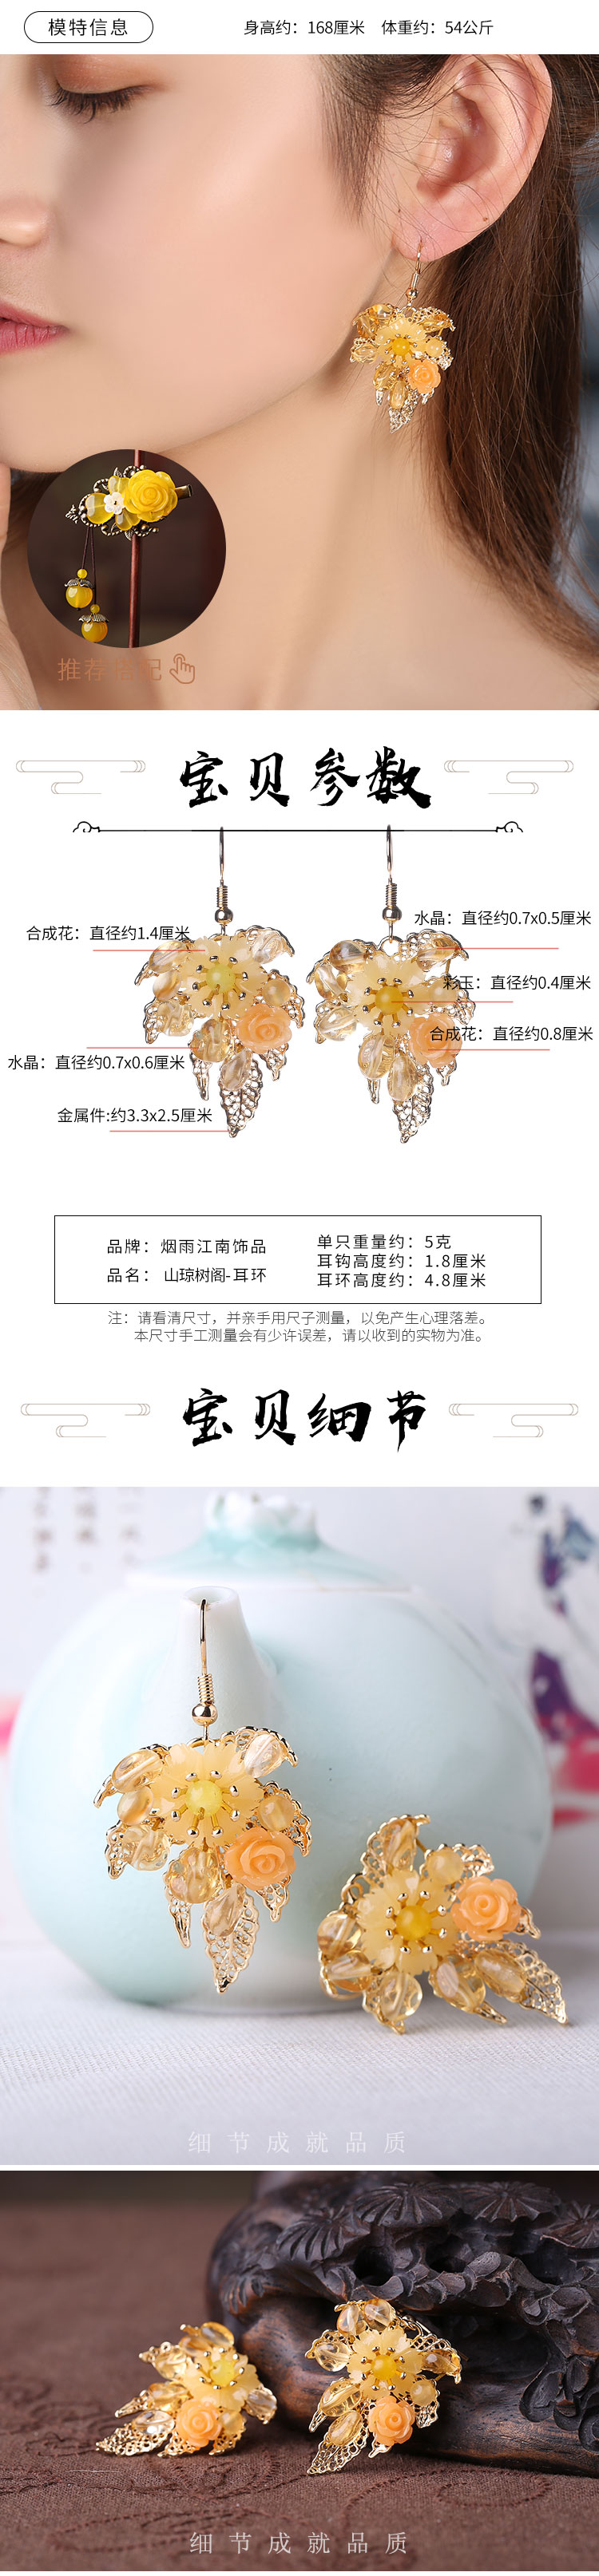 模特信息
身高约：168厘米 体重约：54公斤
推荐搭配
宝贝参数
水晶：直径约0.7x0.5厘米
合成花：直径约1.4厘米
彩玉：直径约0.4厘米
合成花：直径约0.8厘米
水晶：直径约0.7x0.6厘米
金属件:约3.3x2.5厘米
品牌：烟雨江南饰品
品名：山琼树阁-耳环
单只重量约：5克
耳钩高度约：1.8厘米
耳环高度约：4.8厘米
注：请看清尺寸，并亲手用尺子测量，以免产生心理落差。
本尺寸手工测量会有少许误差，请以收到的实物为准。
宝贝细节
细节成就品质
细节成就品质